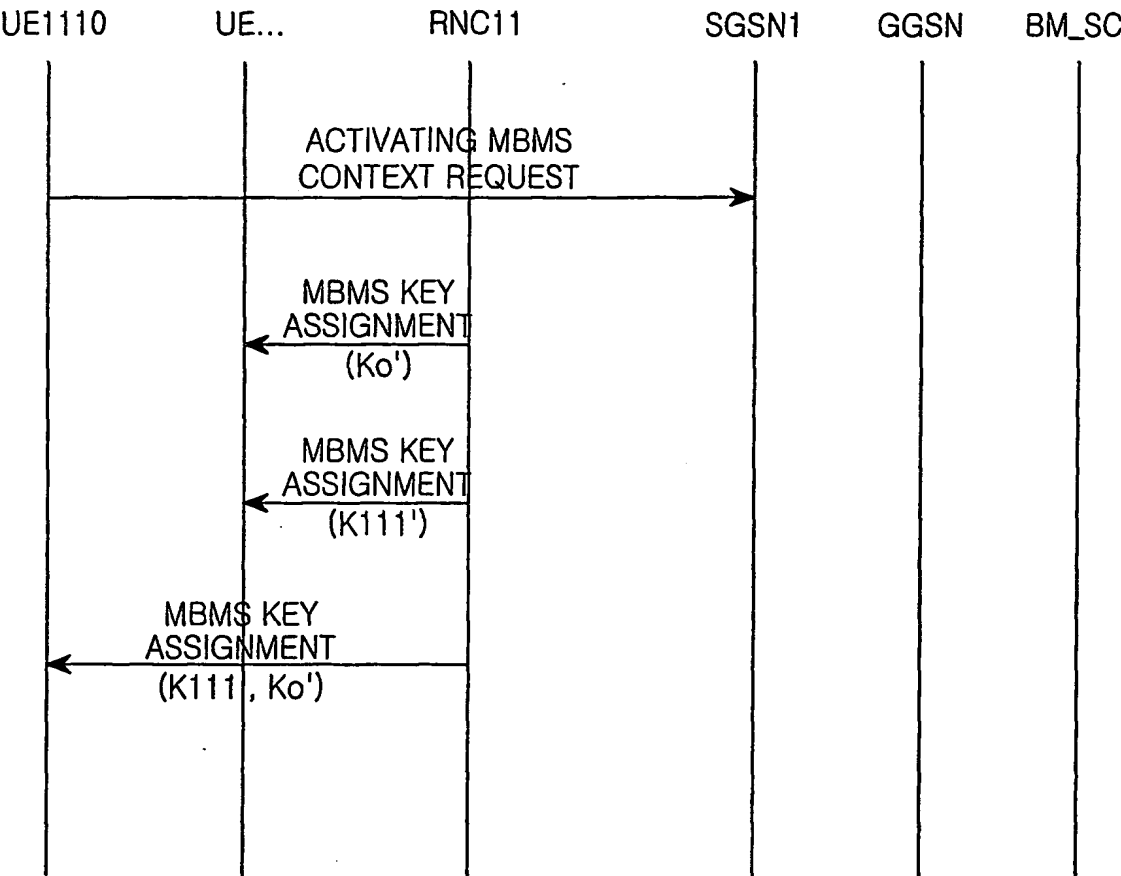 UE1110 UE... RNC11 SGSN1 GGSN BM_SC
ACTIVATING MBMS
CONTEXT REQUEST
MBMS KEY
ASSIGNMENT
(Ko')
MBMS KEY
ASSIGNMENT
(K111')
MBMS KEY
ASSIGNMENT
(K111', Ko')